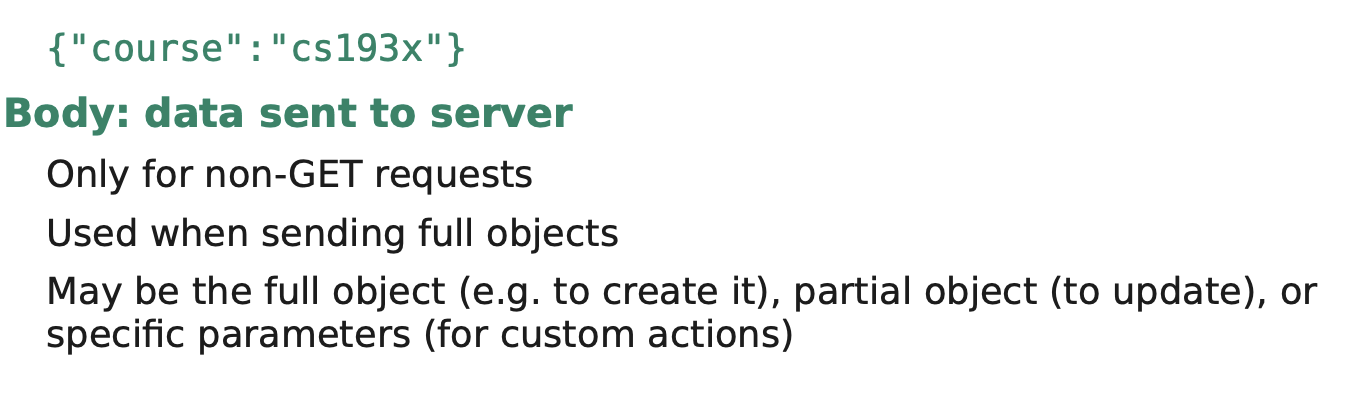 {"course":"cs193x"}
Body: data sent to server
Only for non-GET requests
Used when sending full objects
May be the full object (e.g. to create it), partial object (to update), or
specific parameters (for custom actions)